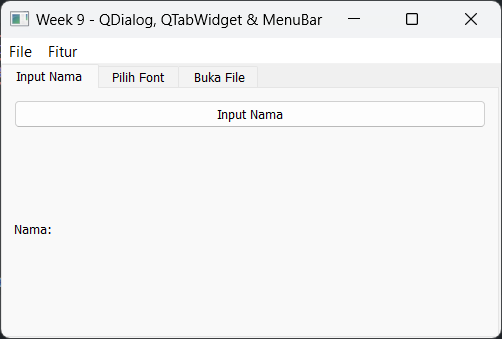 Week 9 - QDialog, QTabWidget & MenuBar
File Fitur
Input Nama Pilih Font Buka File
Input Nama
Nama: